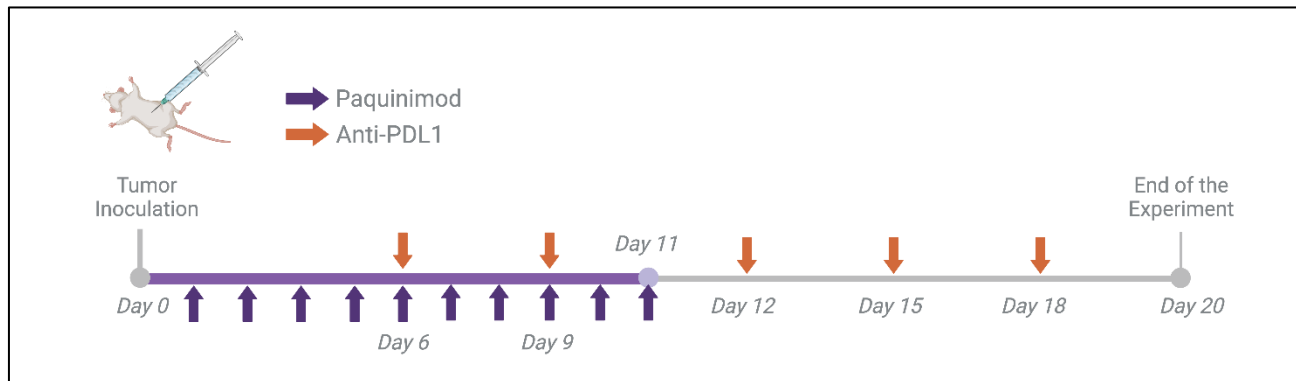 Paquinimod
Anti-PDL1
Tumor
Inoculation
End of the
Experiment
Day 11
Day 0
Day 6
Day 9
Day 12
Day 15
Day 18
Day 20